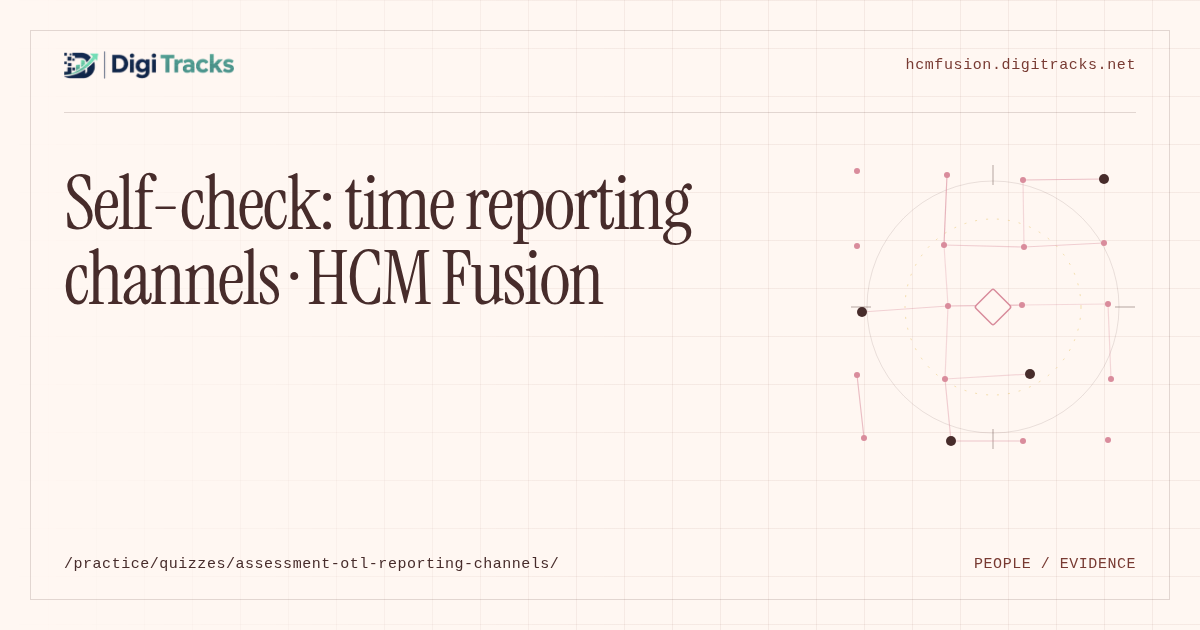 Digi Tracks
hcmfusion.digitracks.net
Self-check: time reporting
channels · HCM Fusion
/practice/quizzes/assessment-otl-reporting-channels/
PEOPLE / EVIDENCE